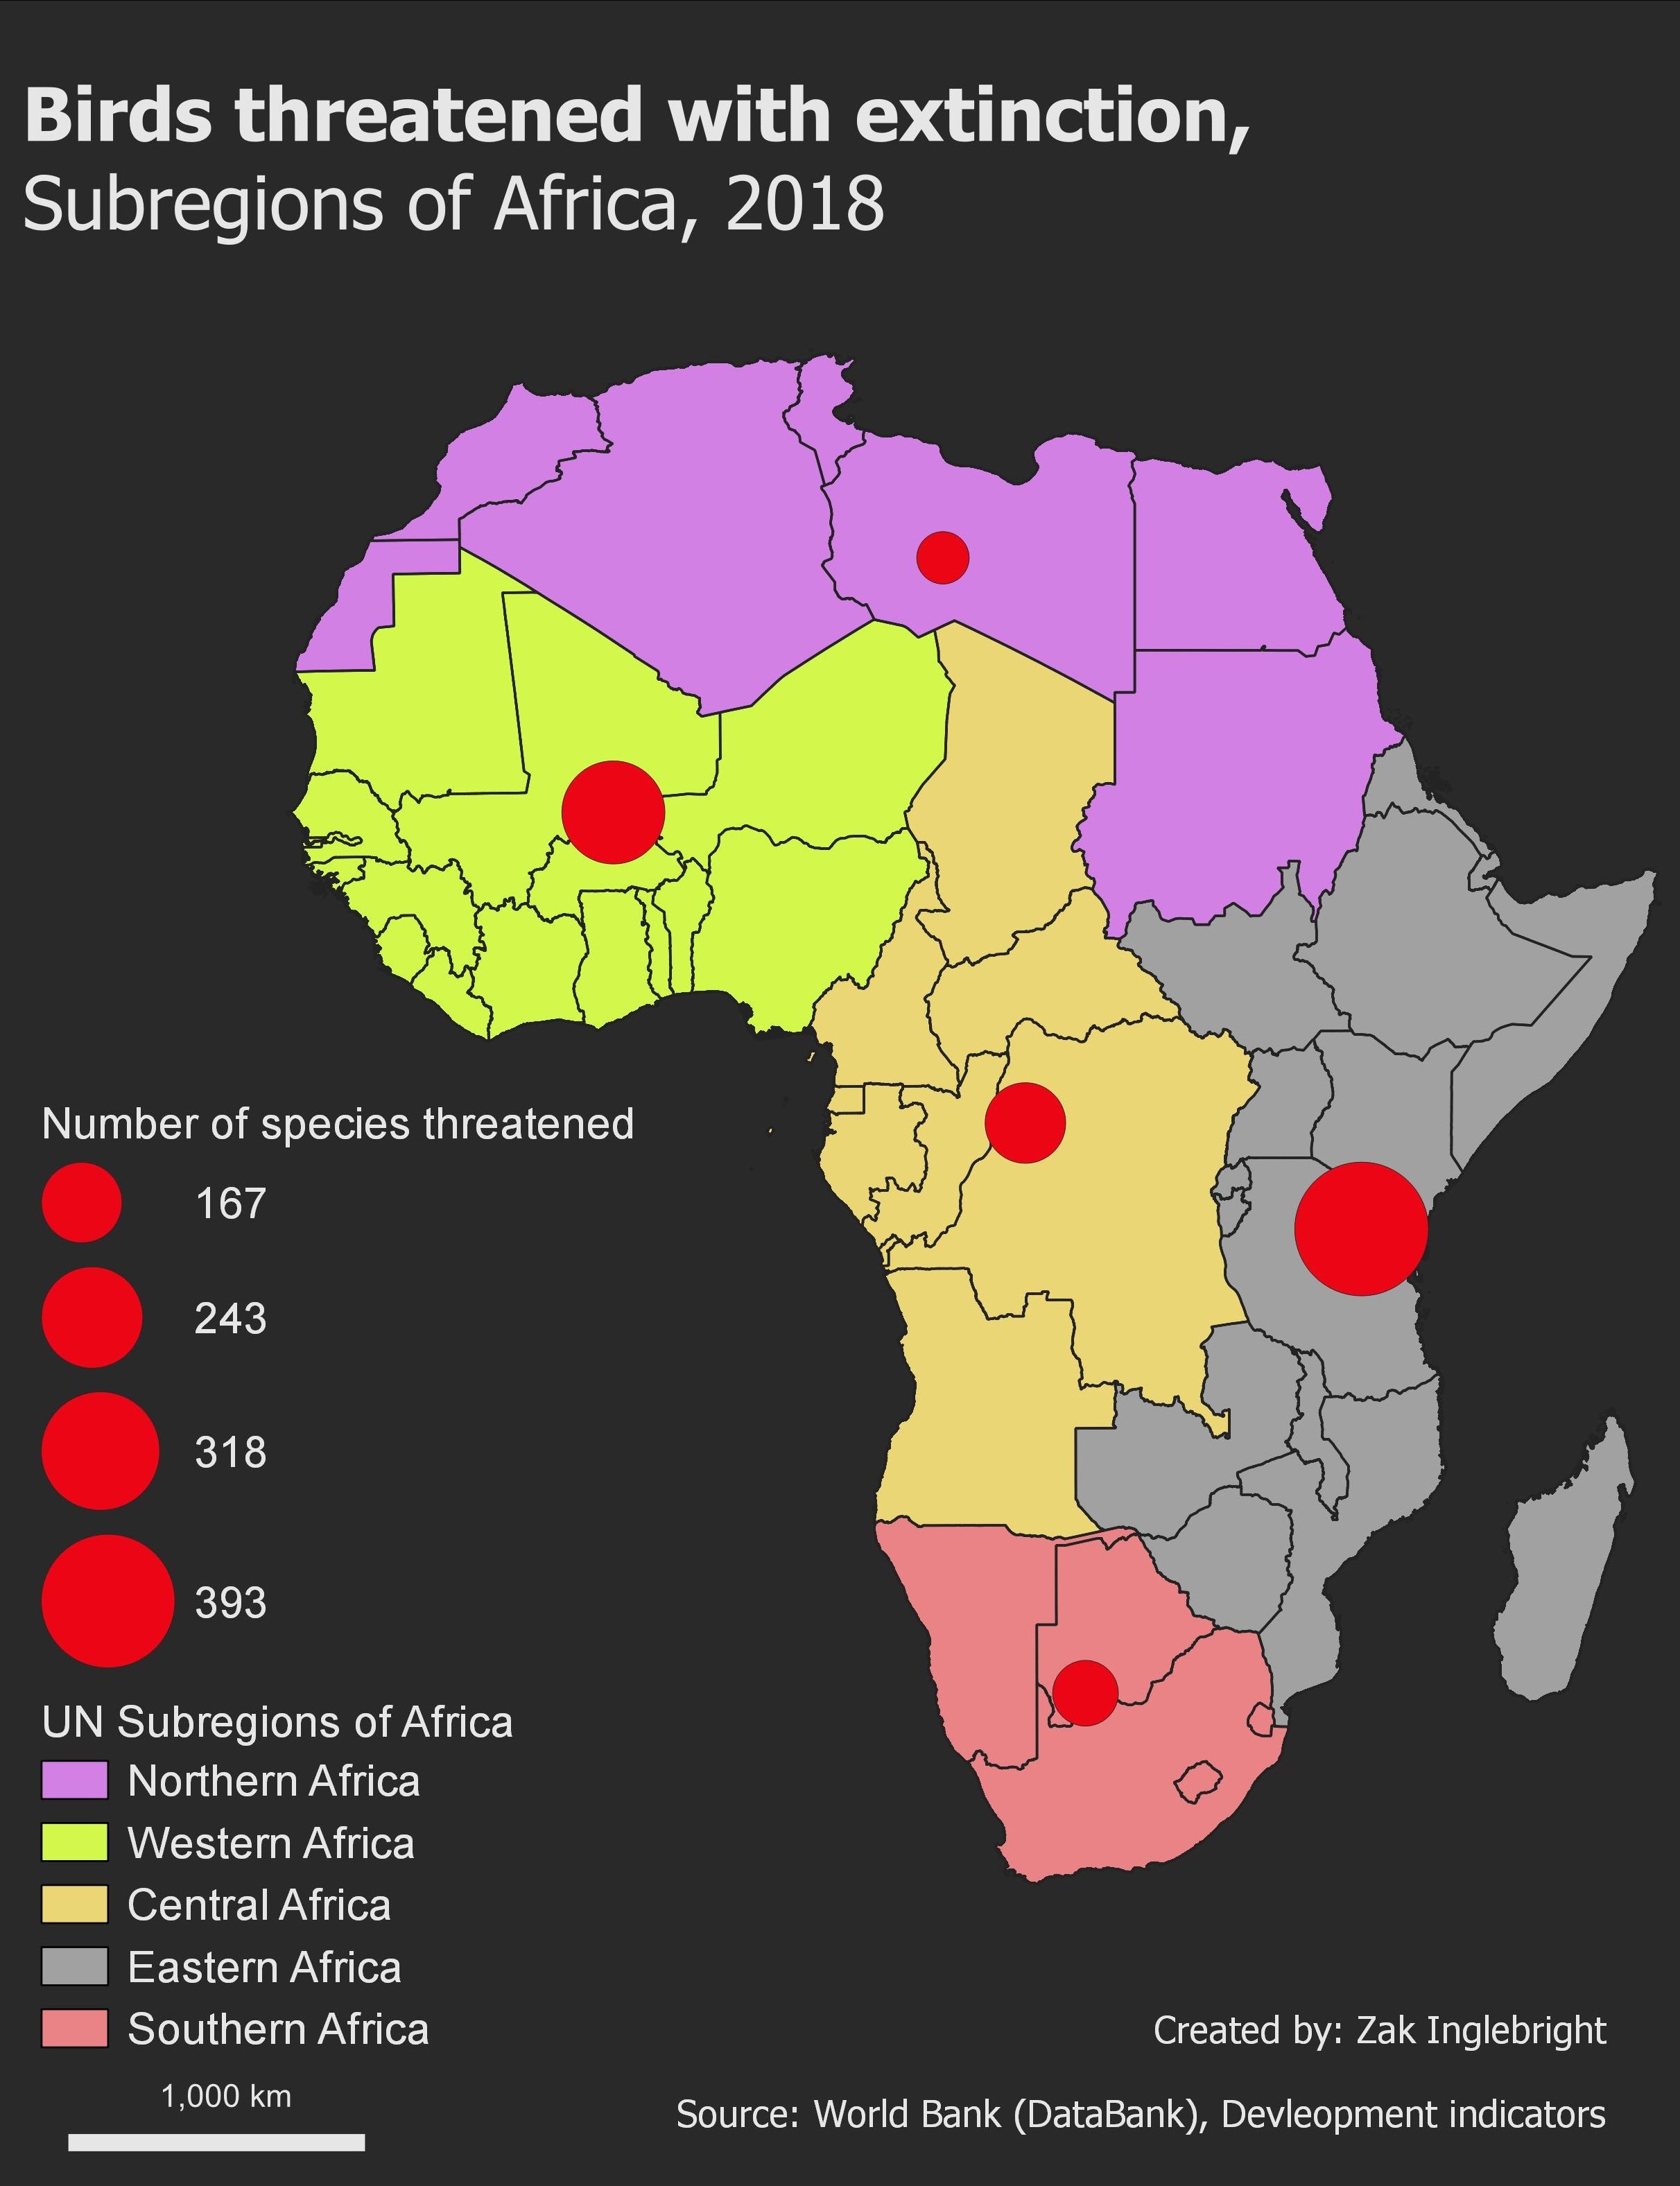 Birds threatened with extinction,
Subregions of Africa, 2018
Number of species threatened
167
243
318
393
UN Subregions of Africa
Northern Africa
Western Africa
Central Africa
Eastern Africa
Southern Africa
1,000 km
Created by: Zak Inglebright
Source: World Bank (DataBank), Devleopment indicators